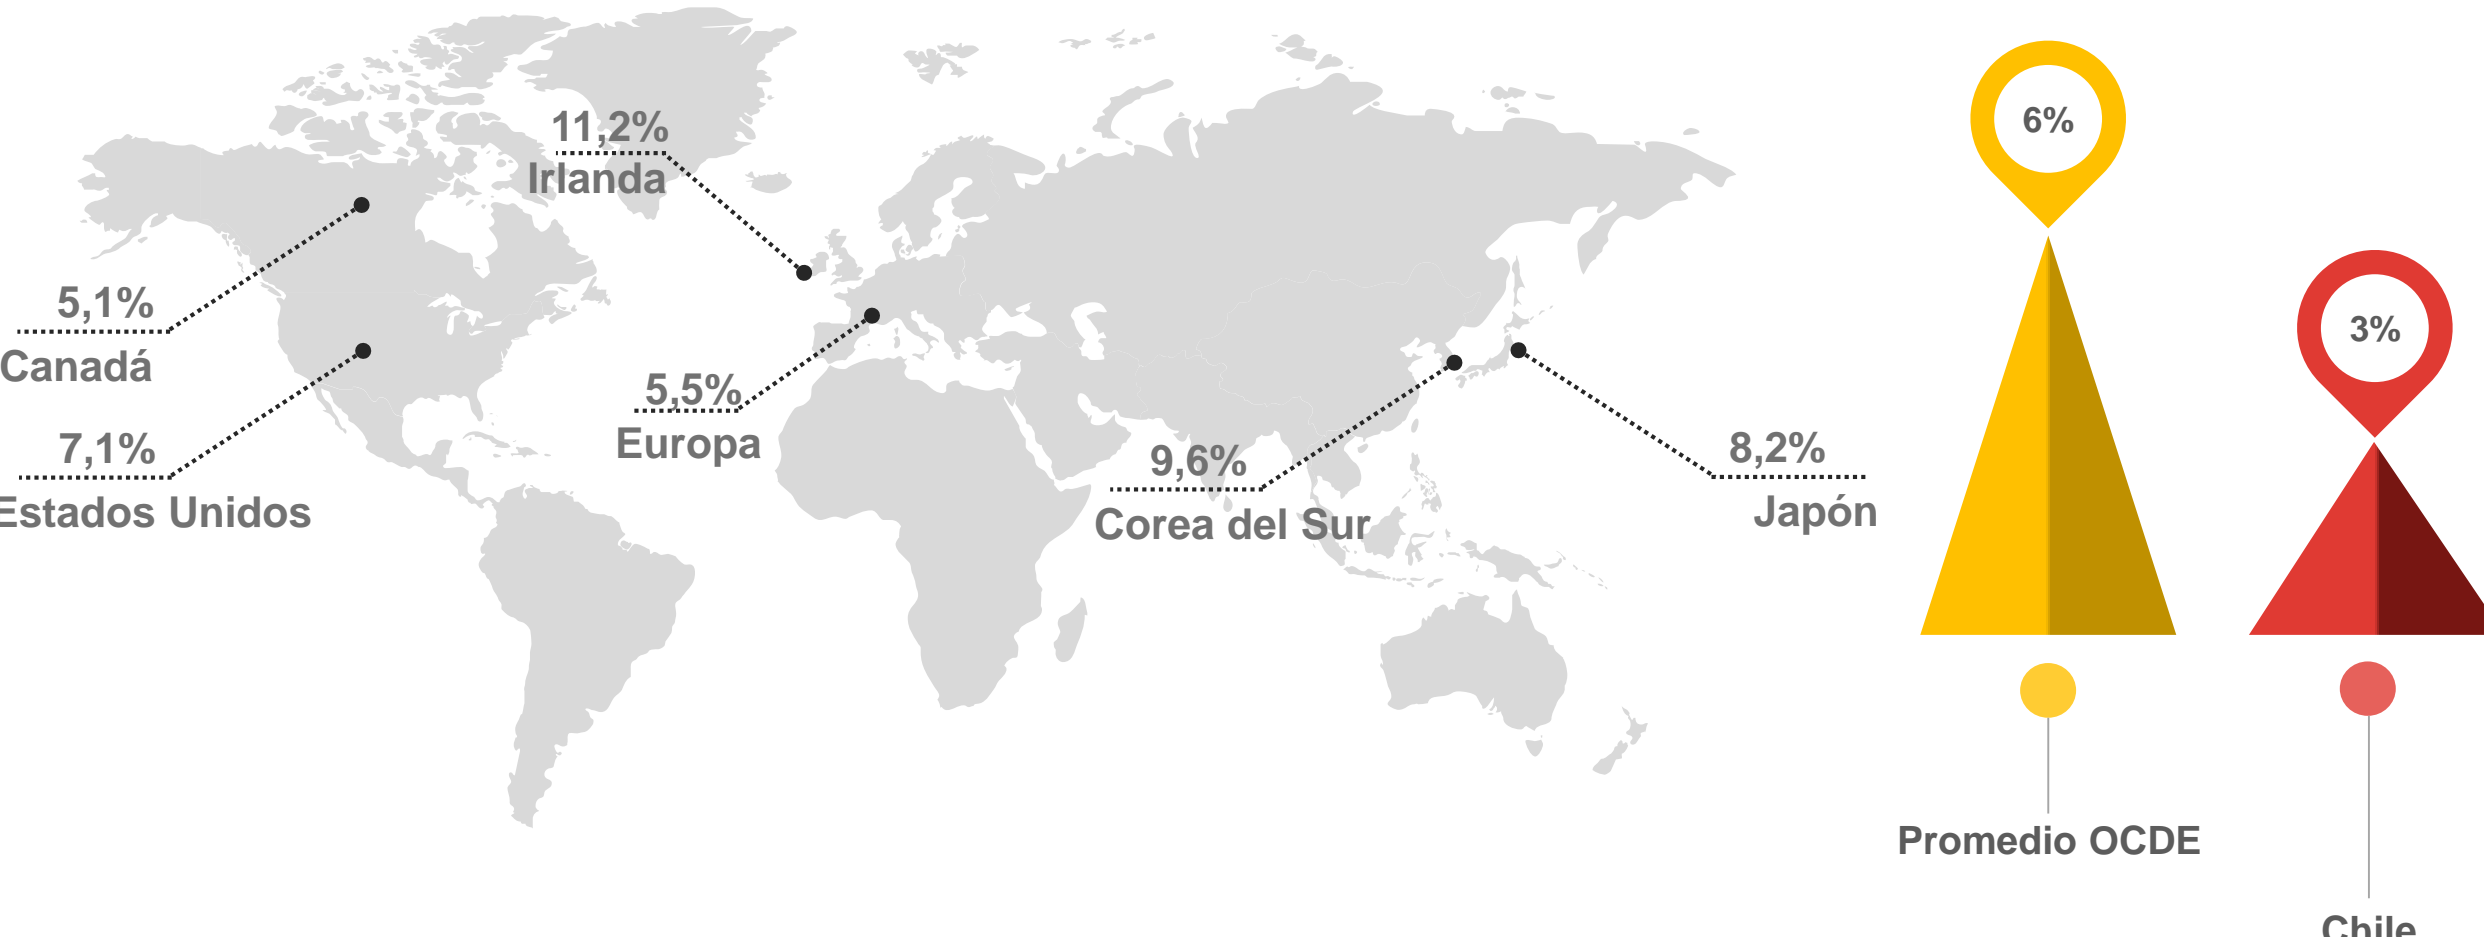 11,2%
Irlanda
5,1%
Canadá
7,1%
Estados Unidos
5,5%
Europa
9,6%
Corea del Sur
8,2%
Japón
6%
3%
Promedio OCDE
Chile